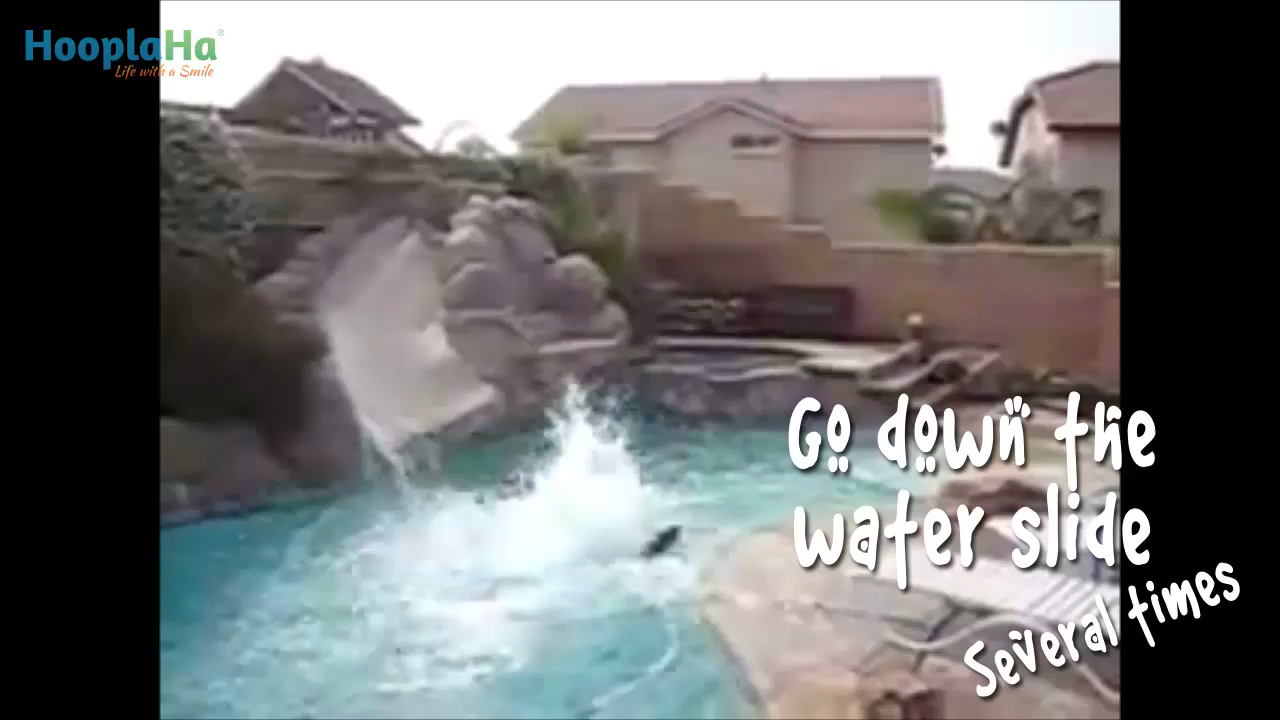 HooplaHa®
Life with a Smile
Go down the
water slide
Several times